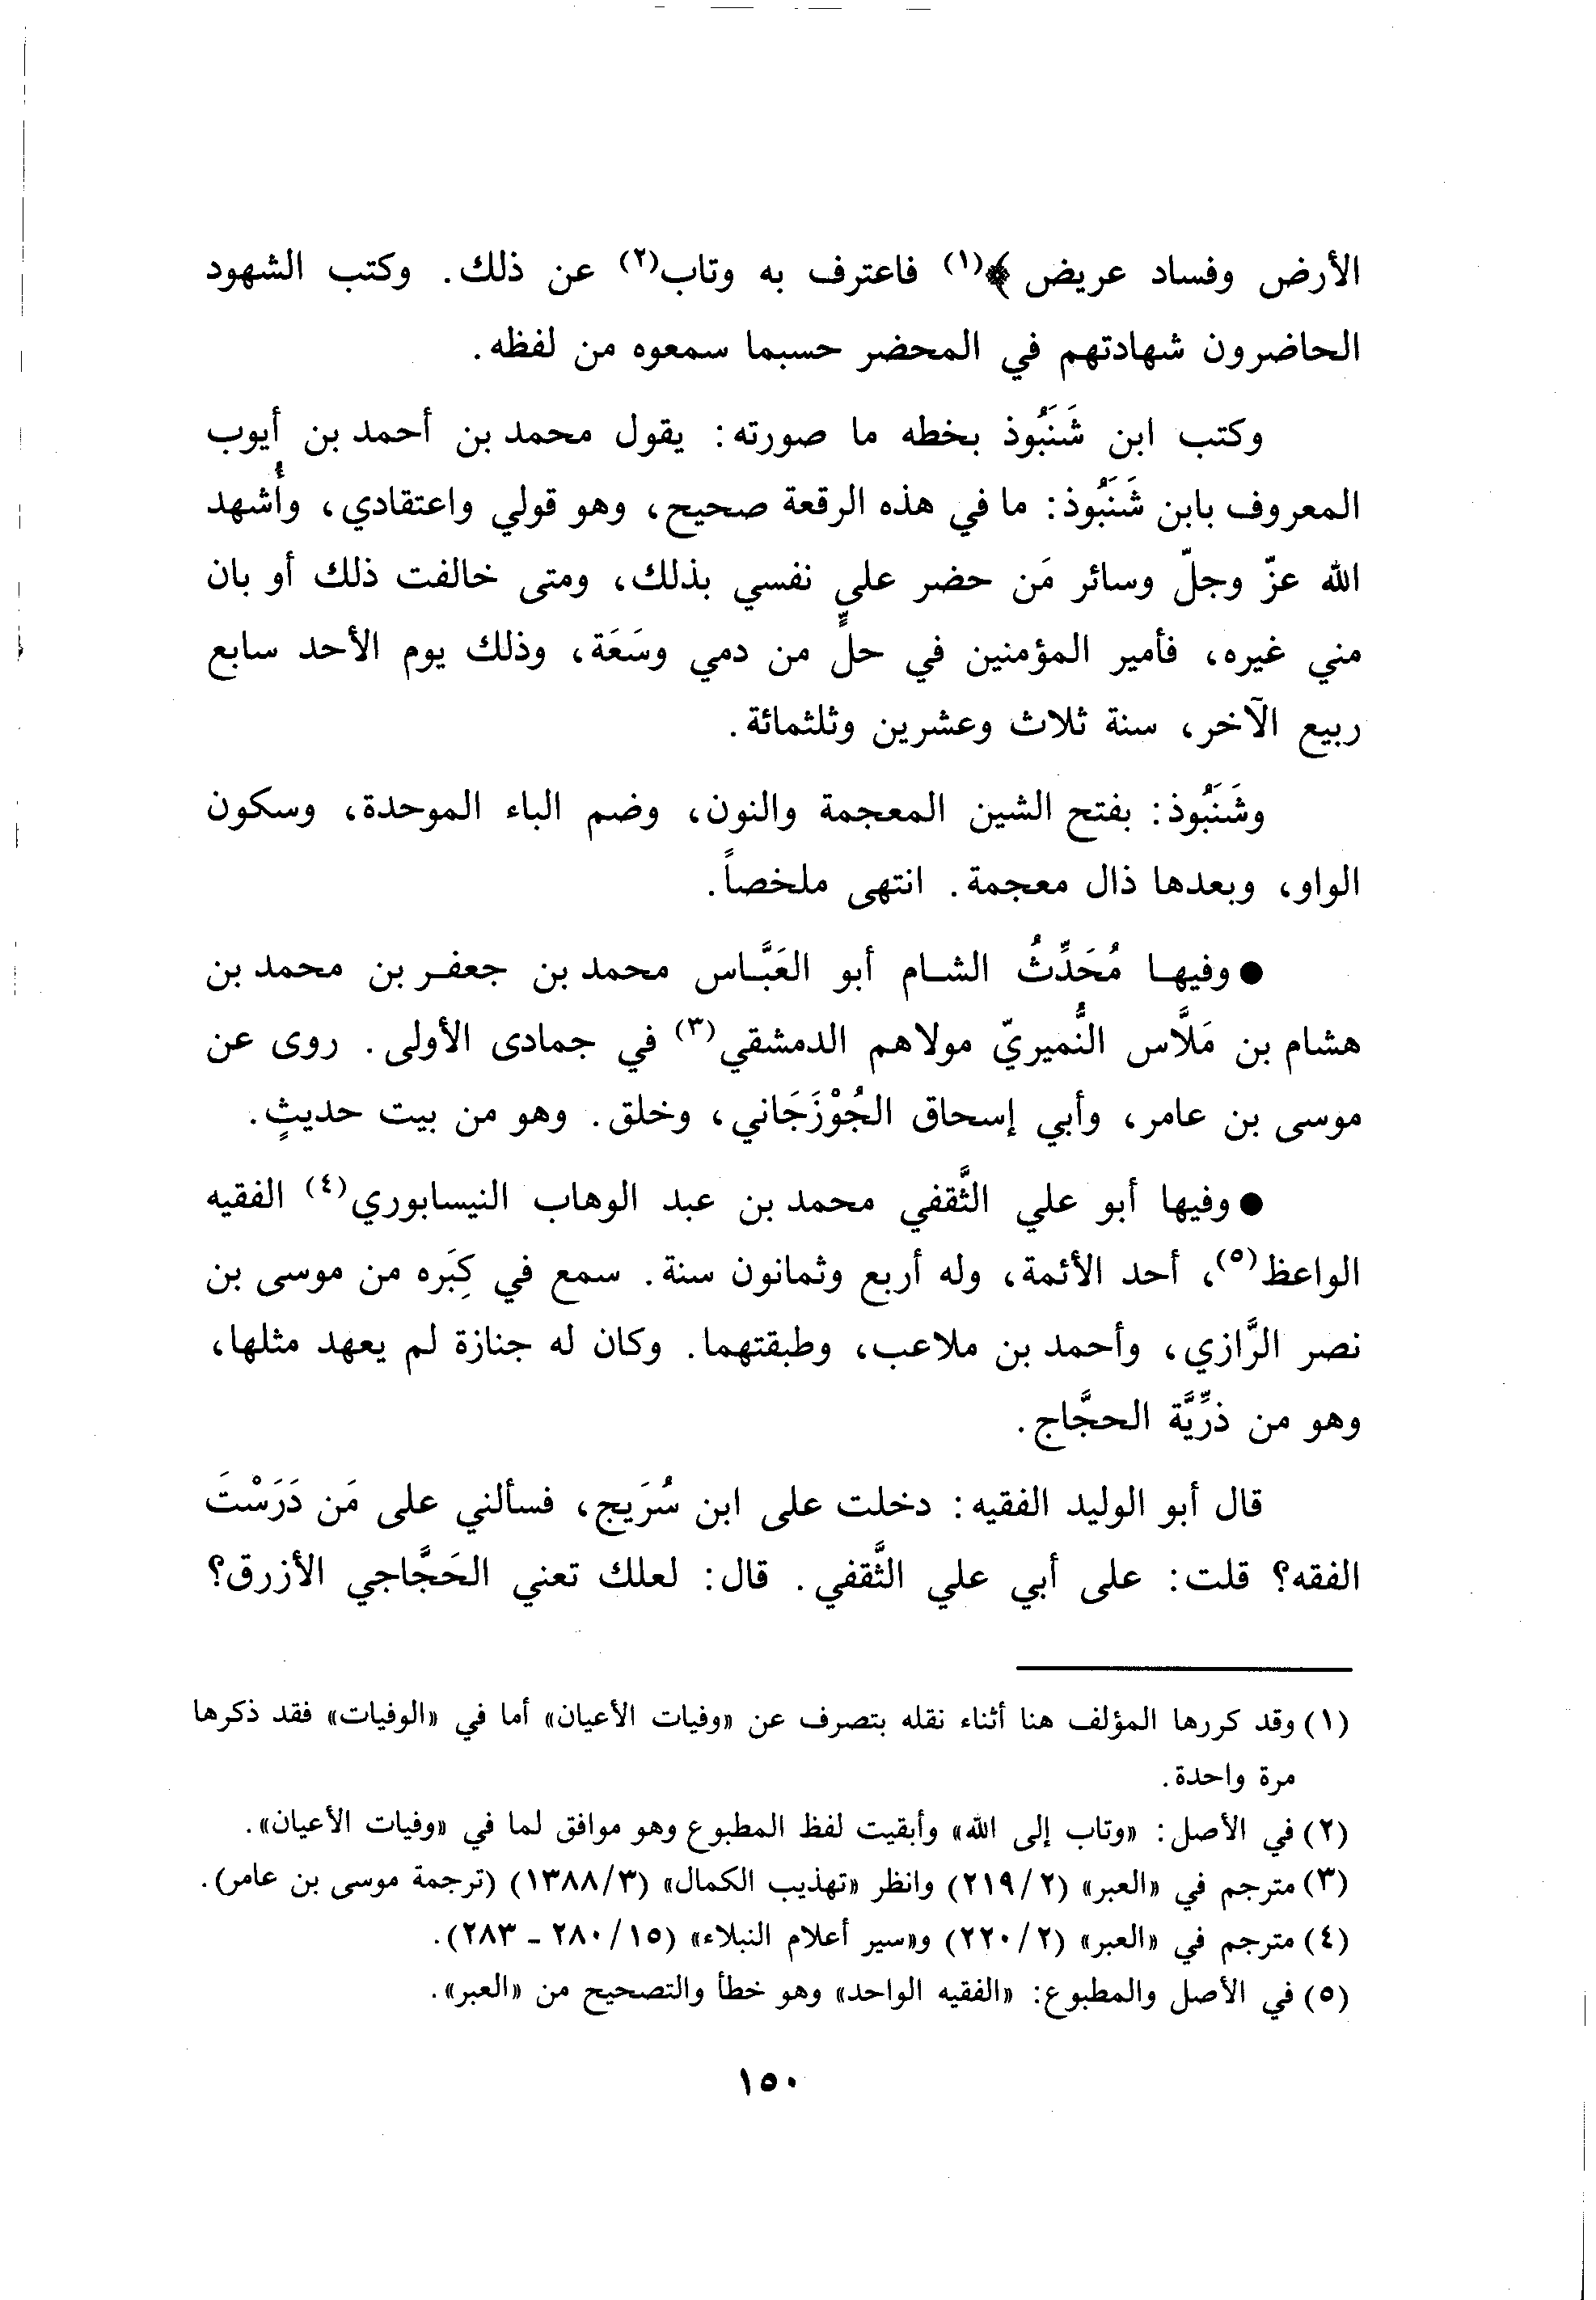 الأرض وفساد عريض ﴾(١) فاعترف به وتاب(٢) عن ذلك. وكتب الشهود
الحاضرون شهادتهم في المحضر حسبما سمعوه من لفظه.
وكتب ابن شَنَبُوذ بخطه ما صورته: يقول محمد بن أحمد بن أيوب
المعروف بابن شَنَبُوذ: ما في هذه الرقعة صحيح، وهو قولي واعتقادي، وأُشهد
الله عزّ وجلّ وسائر مَن حضر على نفسي بذلك، ومتى خالفت ذلك أو بان
مني غيره، فأمير المؤمنين في حلٍّ من دمي وسَعَة، وذلك يوم الأحد سابع
ربيع الآخر، سنة ثلاث وعشرين وثلثمائة.
وشَنَبُوذ: بفتح الشين المعجمة والنون، وضم الباء الموحدة، وسكون
الواو، وبعدها ذال معجمة. انتهى ملخصاً.
● وفيها مُحَدِّثُ الشام أبو العَبَّاس محمد بن جعفر بن محمد بن
هشام بن مَلَّاس النُّميريّ مولاهم الدمشقي(٣) في جمادى الأولى. روى عن
موسى بن عامر، وأبي إسحاق الجُوْزَجَاني، وخلق. وهو من بيت حديثٍ.
● وفيها أبو علي الثَّقفي محمد بن عبد الوهاب النيسابوري(٤) الفقيه
الواعظ(٥)، أحد الأئمة، وله أربع وثمانون سنة. سمع في كِبَره من موسى بن
نصر الرَّازي، وأحمد بن ملاعب، وطبقتهما. وكان له جنازة لم يعهد مثلها،
وهو من ذرِّيَّة الحجَّاج.
قال أبو الوليد الفقيه: دخلت على ابن سُرَيج، فسألني على مَن دَرَسْتَ
الفقه؟ قلت: على أبي علي الثَّقفي. قال: لعلك تعني الحَجَّاجي الأزرق؟
(١) وقد كررها المؤلف هنا أثناء نقله بتصرف عن «وفيات الأعيان» أما في «الوفيات» فقد ذكرها
مرة واحدة.
(٢) في الأصل: «وتاب إلى الله» وأبقيت لفظ المطبوع وهو موافق لما في «وفيات الأعيان».
(٣) مترجم في «العبر» (٢/ ٢١٩) وانظر «تهذيب الكمال» (٣/ ١٣٨٨) (ترجمة موسى بن عامر).
(٤) مترجم في «العبر» (٢/ ٢٢٠) و«سير أعلام النبلاء» (١٥/ ٢٨٠ - ٢٨٣).
(٥) في الأصل والمطبوع: «الفقيه الواحد» وهو خطأ والتصحيح من «العبر».
١٥٠